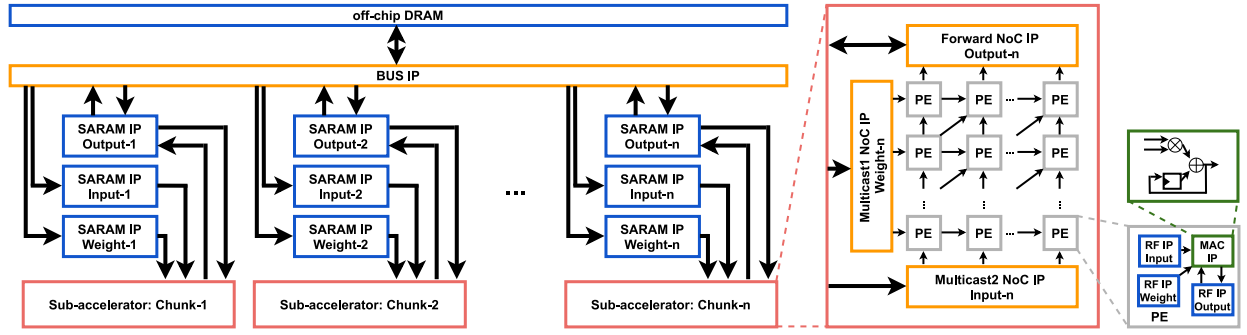 off-chip DRAM
BUS IP
SARAM IP
Output-1
SARAM IP
Input-1
SARAM IP
Weight-1
Sub-accelerator: Chunk-1
SARAM IP
Output-2
SARAM IP
Input-2
SARAM IP
Weight-2
Sub-accelerator: Chunk-2
...
SARAM IP
Output-n
SARAM IP
Input-n
SARAM IP
Weight-n
Sub-accelerator: Chunk-n
Forward NoC IP
Output-n
Multicast1 NoC IP
Weight-n
PE PE ... PE
PE PE ... PE
... ... ...
PE PE ... PE
Multicast2 NoC IP
Input-n
RF IP
Input
MAC
IP
RF IP
Weight
RF IP
Output
PE